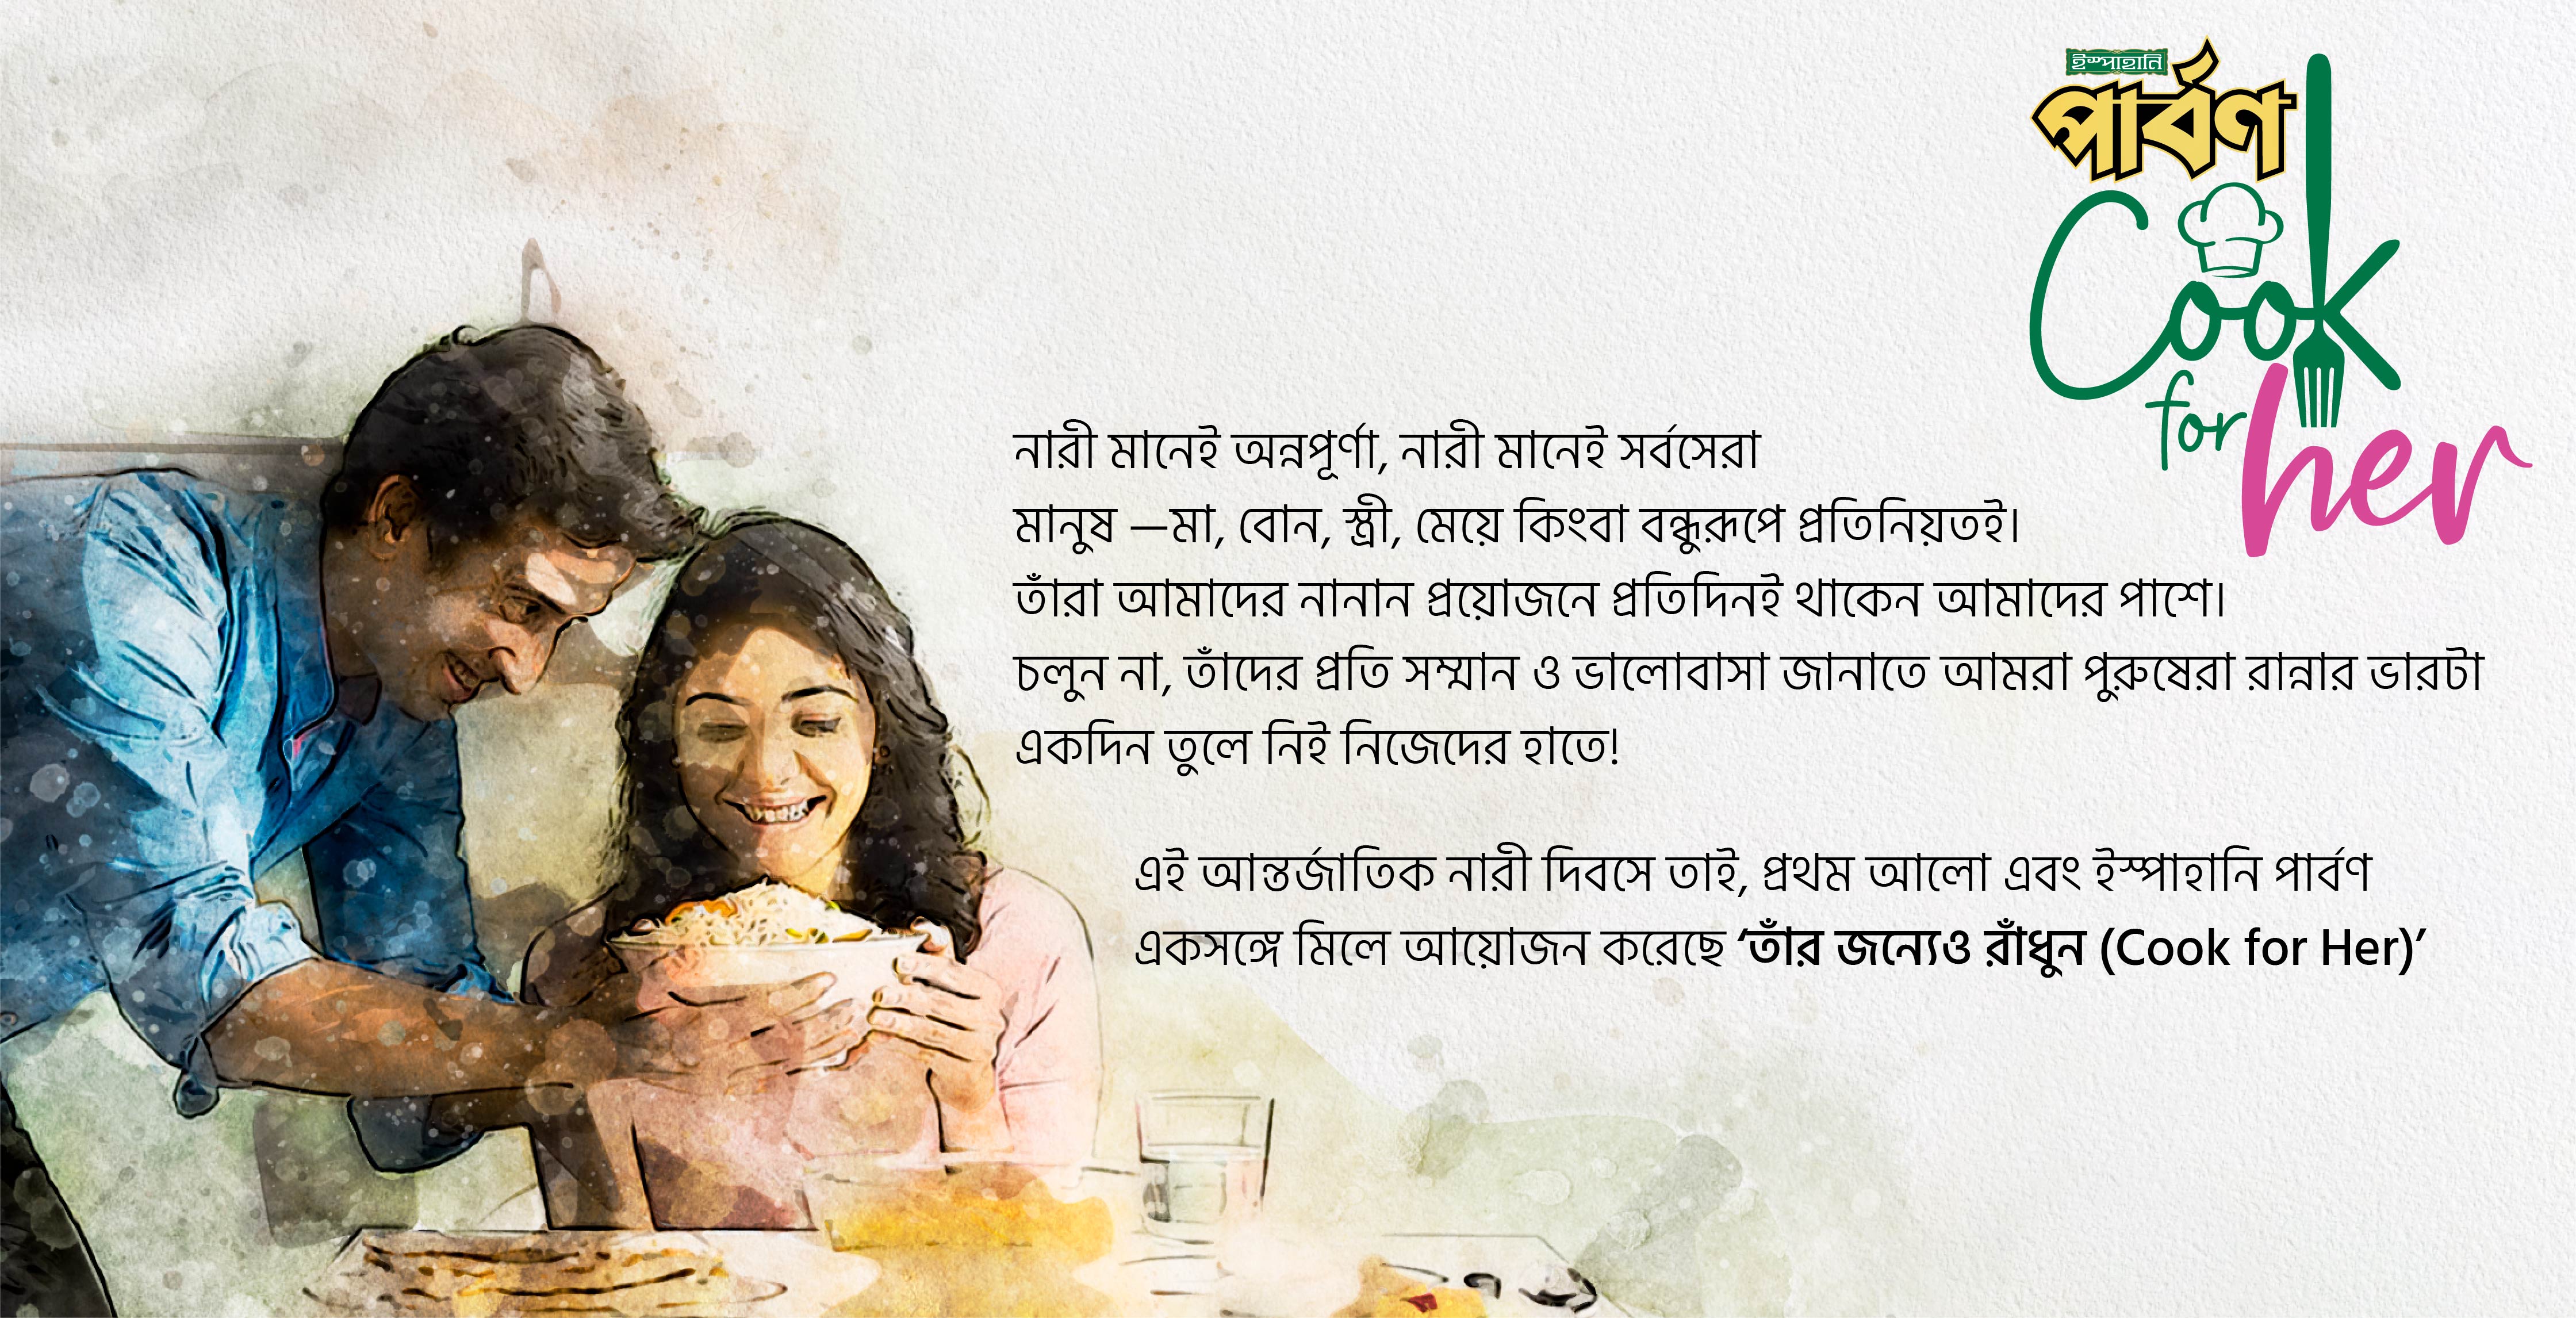 ইস্পাহানি
পার্বণ
Cook
for her
নারী মানেই অন্নপূর্ণা, নারী মানেই সর্বসেরা
মানুষ —মা, বোন, স্ত্রী, মেয়ে কিংবা বন্ধুরূপে প্রতিনিয়তই।
তাঁরা আমাদের নানান প্রয়োজনে প্রতিদিনই থাকেন আমাদের পাশে।
চলুন না, তাঁদের প্রতি সম্মান ও ভালোবাসা জানাতে আমরা পুরুষেরা রান্নার ভারটা
একদিন তুলে নিই নিজেদের হাতে!
এই আন্তর্জাতিক নারী দিবসে তাই, প্রথম আলো এবং ইস্পাহানি পার্বণ
একসঙ্গে মিলে আয়োজন করেছে ‘তাঁর জন্যেও রাঁধুন (Cook for Her)’